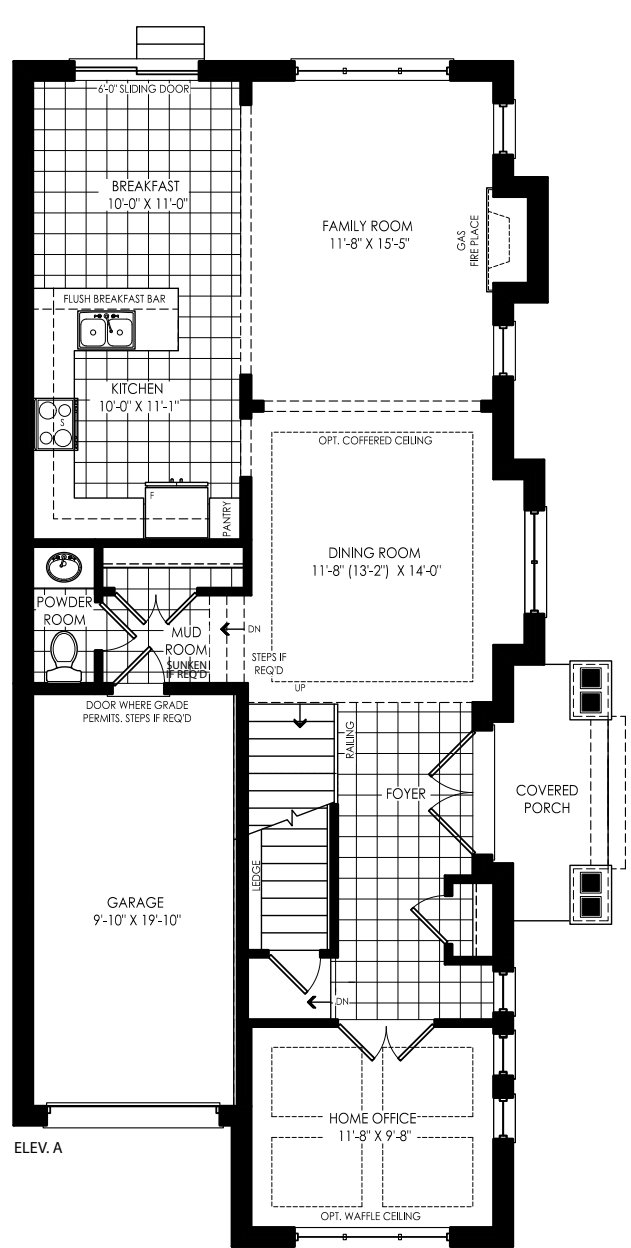 6'-0" SLIDING DOOR
BREAKFAST
10'-0" X 11'-0"
FAMILY ROOM
11'-8" X 15'-5"
GAS
FIRE PLACE
FLUSH BREAKFAST BAR
KITCHEN
10'-0" X 11'-1"
S
OPT. COFFERED CEILING
F
PANTRY
DINING ROOM
11'-8" (13'-2") X 14'-0"
POWDER
ROOM
MUD
ROOM
SUNKEN
IF REQ'D
DN
STEPS IF
REQ'D
UP
DOOR WHERE GRADE
PERMITS. STEPS IF REQ'D
RAILING
FOYER
COVERED
PORCH
LEDGE
GARAGE
9'-10" X 19'-10"
DN
HOME OFFICE
11'-8" X 9'-8"
ELEV. A
OPT. WAFFLE CEILING